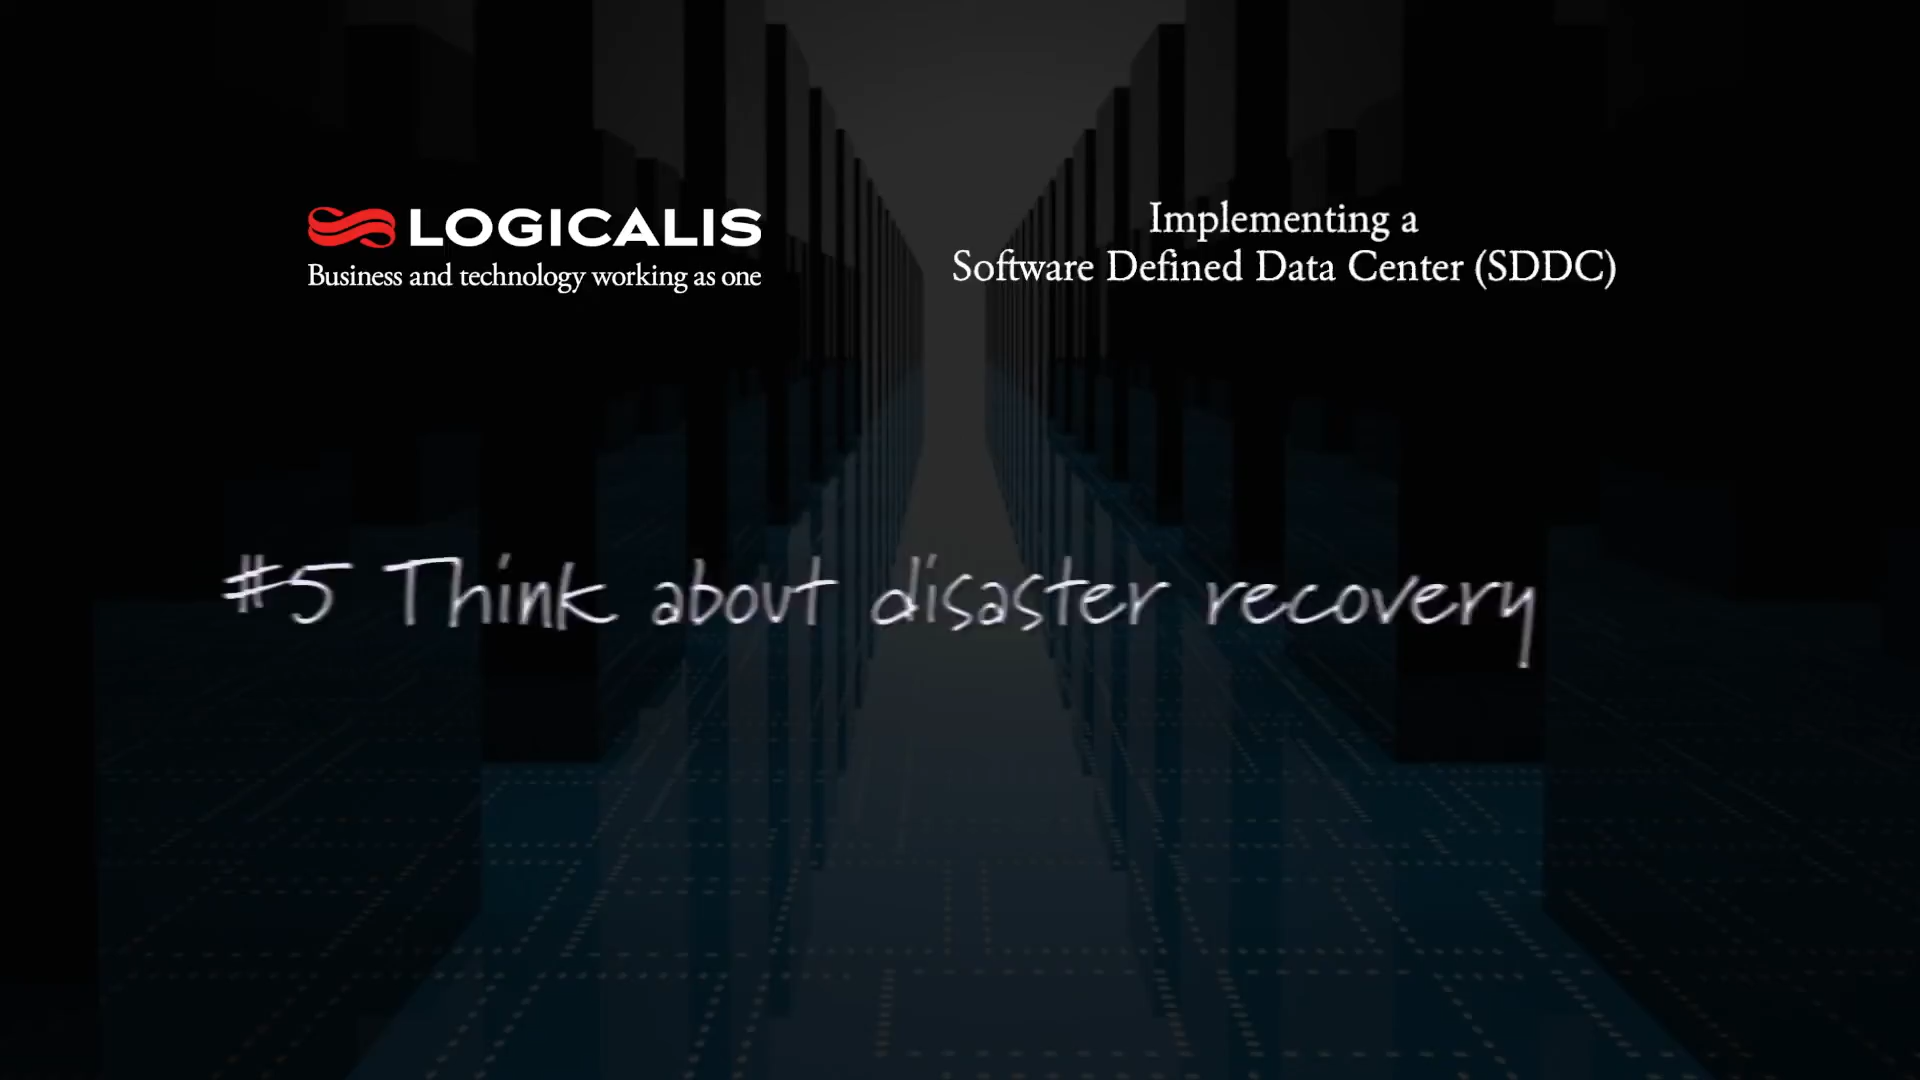 LOGICALIS
Business and technology working as one
Implementing a
Software Defined Data Center (SDDC)
#5 Think about disaster recovery